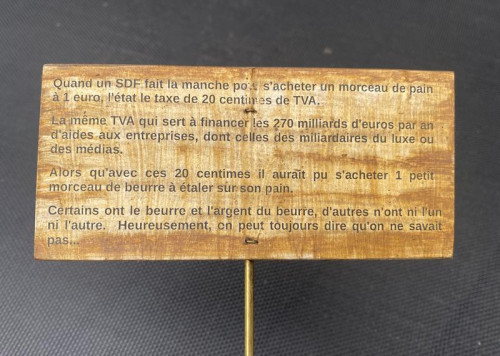 Quand un SDF fait la manche pour s'acheter un morceau de pain
à 1 euro, l'état le taxe de 20 centimes de TVA.
La même TVA qui sert à financer les 270 milliards d'euros par an
d'aides aux entreprises, dont celles des miliardaires du luxe ou
des médias.
Alors qu'avec ces 20 centimes il aurait pu s'acheter 1 petit
morceau de beurre à étaler sur son pain.
Certains ont le beurre et l'argent du beurre, d'autres n'ont ni l'un
ni l'autre. Heureusement, on peut toujours dire qu'on ne savait
pas...